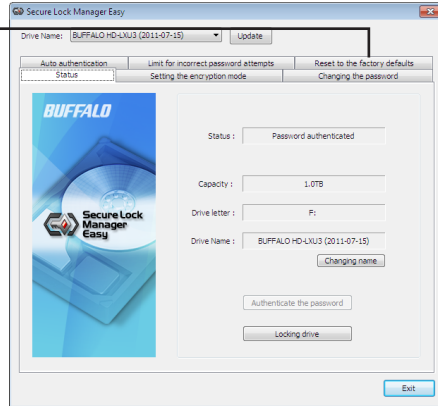 Secure Lock Manager Easy
Drive Name: BUFFALO HD-LXU3 (2011-07-15) Update
Auto authentication Limit for incorrect password attempts Reset to the factory defaults
Status Setting the encryption mode Changing the password
BUFFALO
Status : Password authenticated
Capacity : 1.0TB
Drive letter : F:
Secure Lock
Manager
Easy
Drive Name : BUFFALO HD-LXU3 (2011-07-15)
Changing name
Authenticate the password
Locking drive
Exit